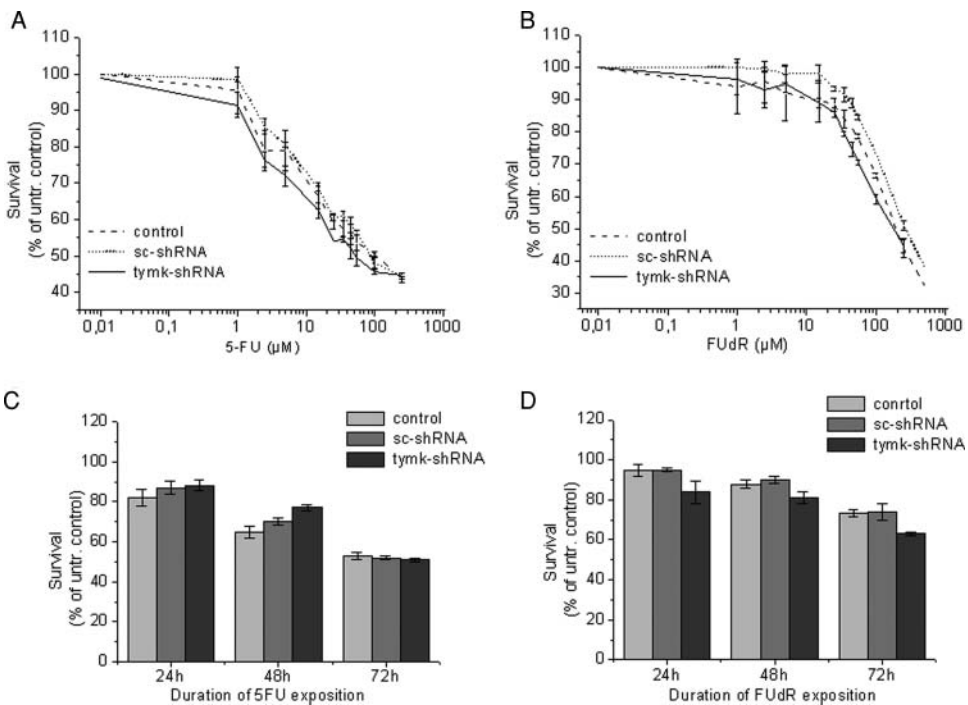 A
Survival
(% of untr. control)
100
90
80
70
60
50
40
control
sc-shRNA
tymk-shRNA
0,01
0,1
1
10
100
1000
5-FU (µM)
B
Survival
(% of untr. control)
110
100
90
80
70
60
50
40
30
control
sc-shRNA
tymk-shRNA
0,01
0,1
1
10
100
1000
FUdR (µM)
C
Survival
(% of untr. control)
120
100
80
60
40
20
0
control
sc-shRNA
tymk-shRNA
24h
48h
72h
Duration of 5FU exposition
D
Survival
(% of untr. control)
120
100
80
60
40
20
0
conrtol
sc-shRNA
tymk-shRNA
24h
48h
72h
Duration of FUdR exposition